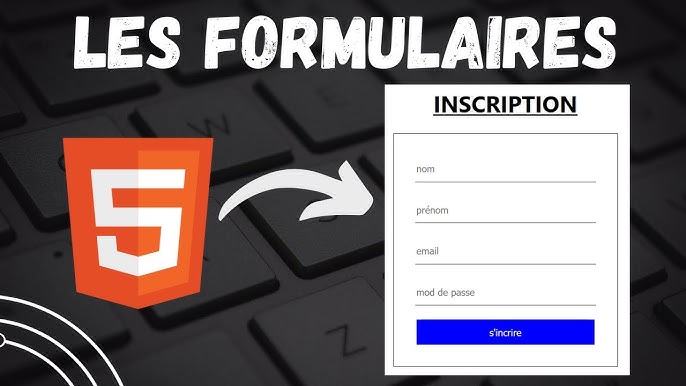 LES FORMULAIRES
INSCRIPTION
nom
prénom
email
mod de passe
s'incrire
5
W
E
Z